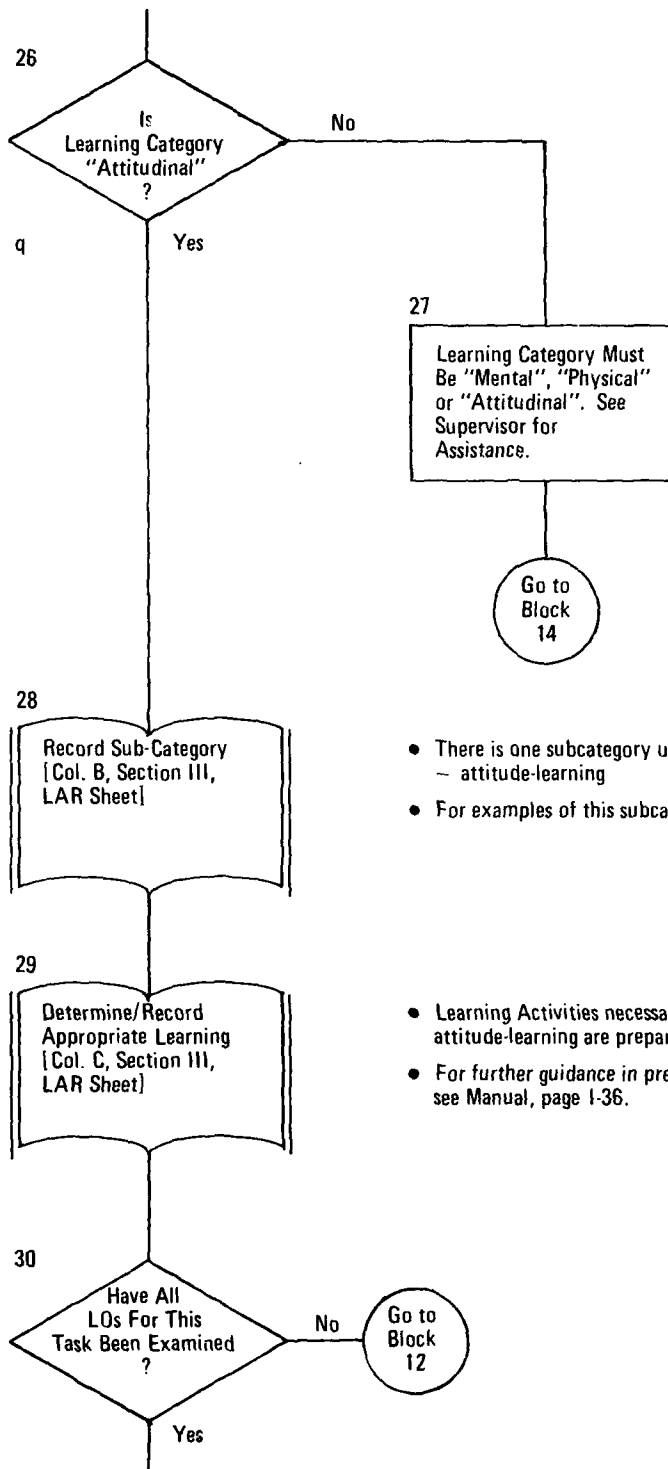 26
Is
Learning Category
"Attitudinal"
?
No
q
Yes
27
Learning Category Must
Be "Mental", "Physical"
or "Attitudinal". See
Supervisor for
Assistance.
Go to
Block
14
28
Record Sub-Category
[Col. B, Section III,
LAR Sheet]
• There is one subcategory
– attitude-learning
• For examples of this
29
Determine/Record
Appropriate Learning
[Col. C, Section III,
LAR Sheet]
• Learning Activities
attitude-learning are
• For further guidance in
see Manual, page I-36.
30
Have All
LOs For This
Task Been Examined
?
No
Go to
Block
12
Yes